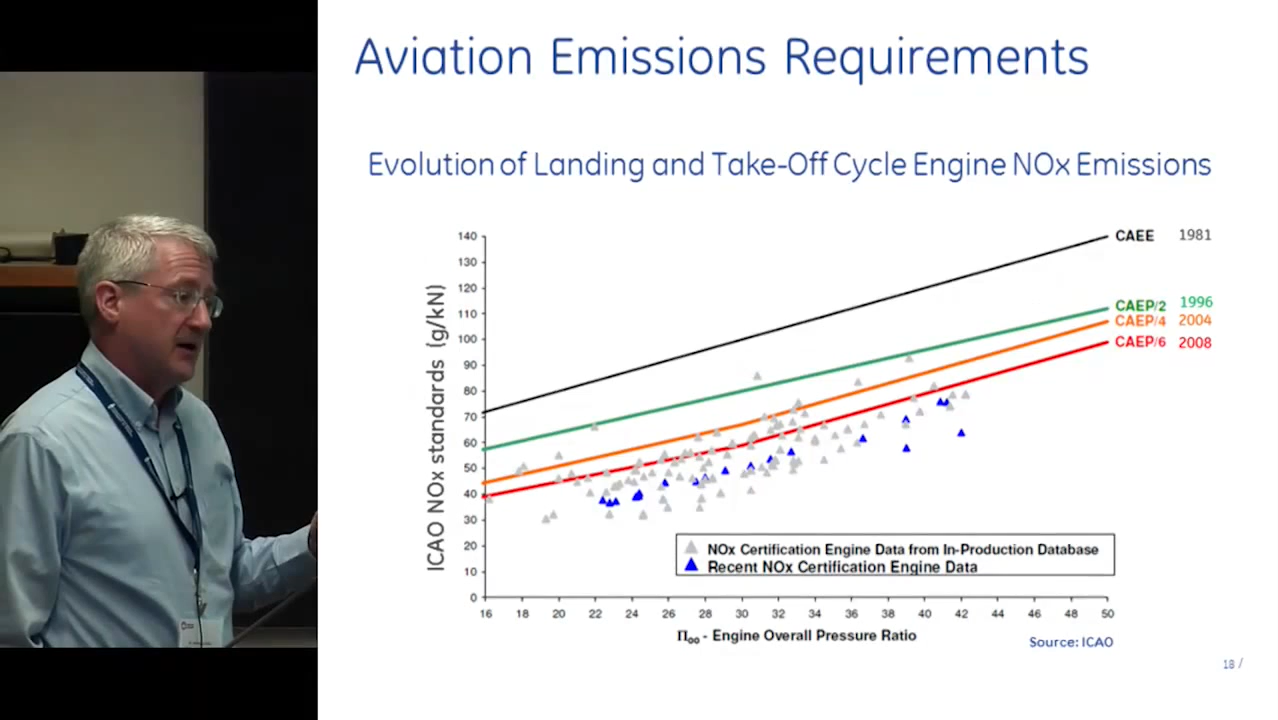 Aviation Emissions Requirements
Evolution of Landing and Take-Off Cycle Engine NOx Emissions
ICAO NOx standards (g/kN)
140
130
120
110
100
90
80
70
60
50
40
30
20
10
0
16 18 20 22 24 26 28 30 32 34 36 38 40 42 44 46 48 50
CAEE 1981
CAEP/2 1996
CAEP/4 2004
CAEP/6 2008
NOx Certification Engine Data from In-Production Database
Recent NOx Certification Engine Data
Π₀₀ - Engine Overall Pressure Ratio
Source: ICAO
18 /